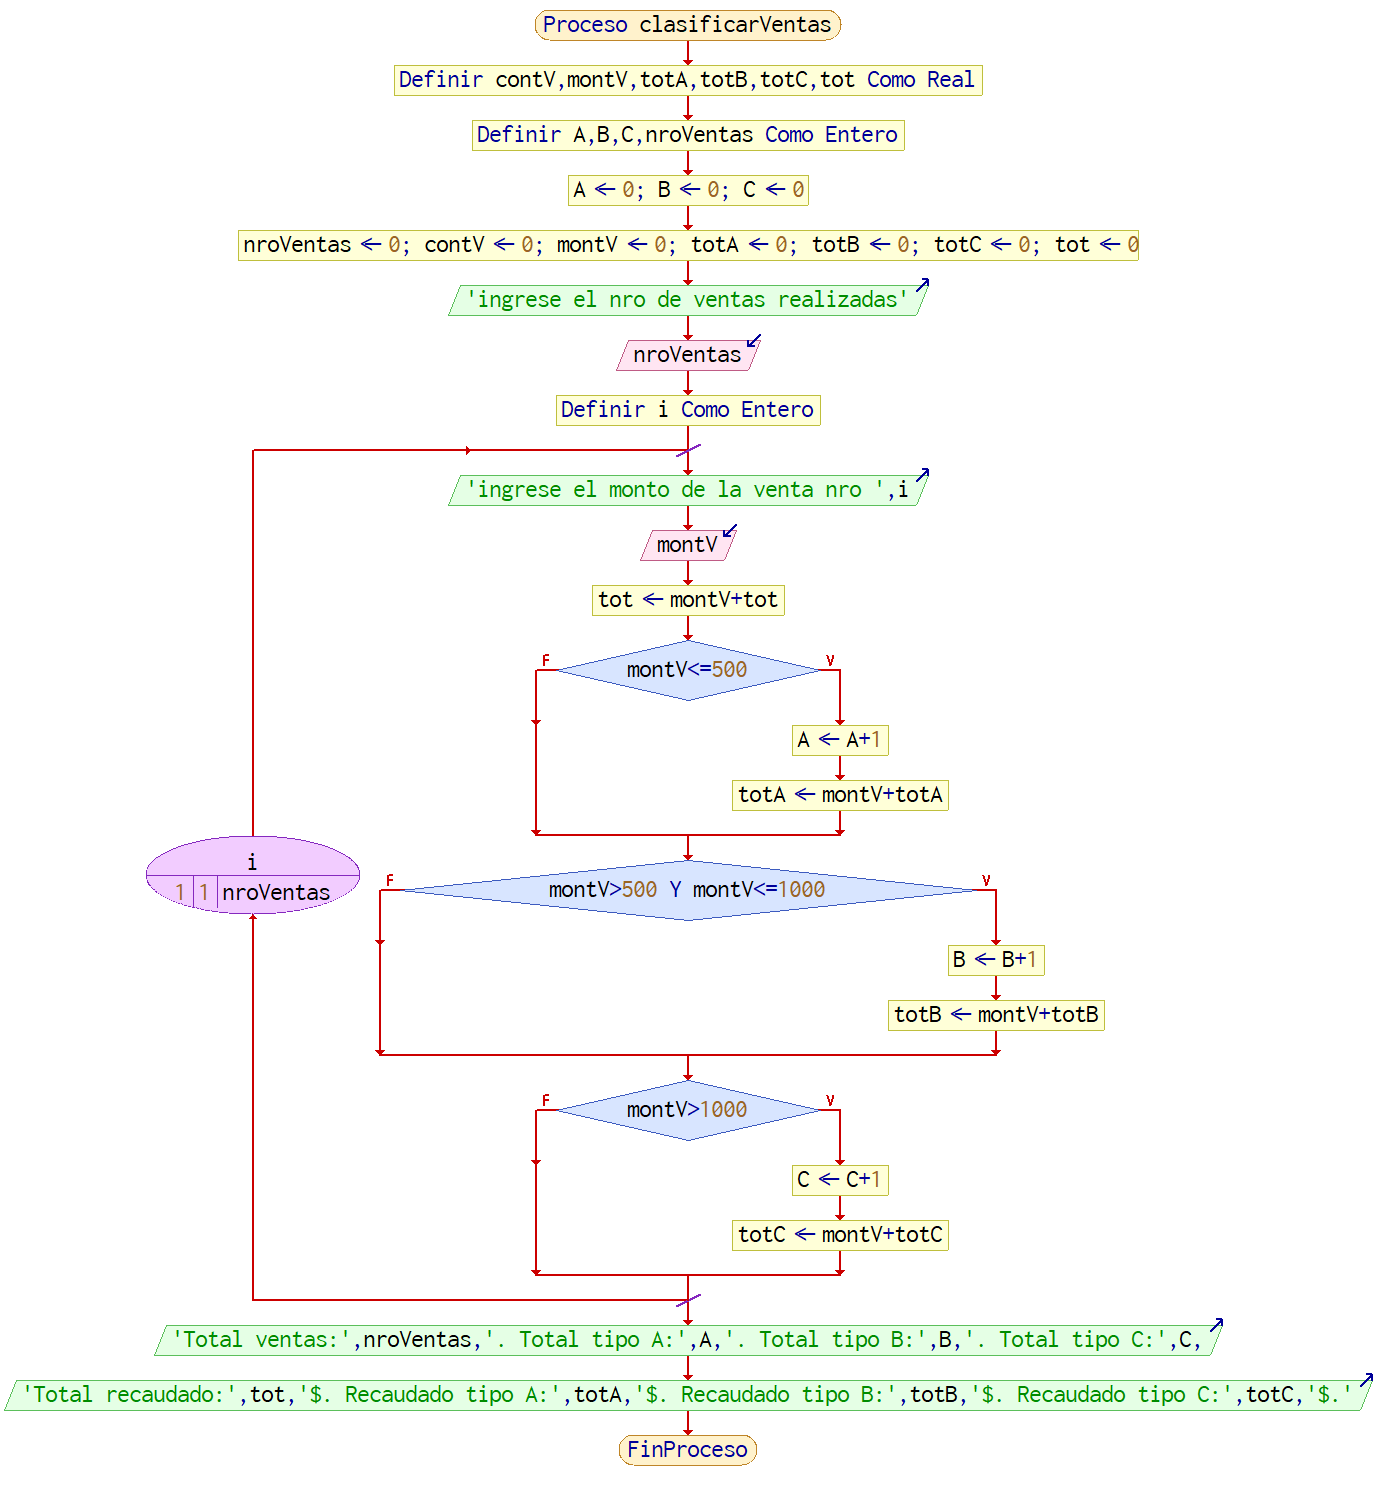 Proceso clasificarVentas
Definir contV,montV,totA,totB,totC,tot Como Real
Definir A,B,C,nroVentas Como Entero
A ← 0; B ← 0; C ← 0
nroVentas ← 0; contV ← 0; montV ← 0; totA ← 0; totB ← 0; totC ← 0; tot ← 0
'ingrese el nro de ventas realizadas'
nroVentas
Definir i Como Entero
'ingrese el monto de la venta nro ',i
montV
tot ← montV+tot
F
V
montV<=500
A ← A+1
totA ← montV+totA
i
1 1 nroVentas
F
V
montV>500 Y montV<=1000
B ← B+1
totB ← montV+totB
F
V
montV>1000
C ← C+1
totC ← montV+totC
'Total ventas:',nroVentas,'. Total tipo A:',A,'. Total tipo B:',B,'. Total tipo C:',C,
'Total recaudado:',tot,'$. Recaudado tipo A:',totA,'$. Recaudado tipo B:',totB,'$. Recaudado tipo C:',totC,'$.'
FinProceso